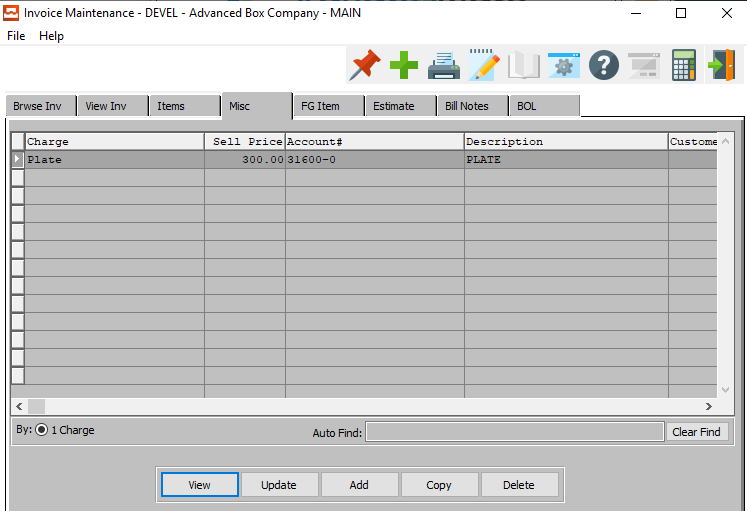 Invoice Maintenance - DEVEL - Advanced Box Company - MAIN
File Help
Brwse Inv View Inv Items Misc FG Item Estimate Bill Notes BOL
Charge Sell Price Account# Description Custome
Plate 300.00 31600-0 PLATE
By: 1 Charge Auto Find: Clear Find
View Update Add Copy Delete